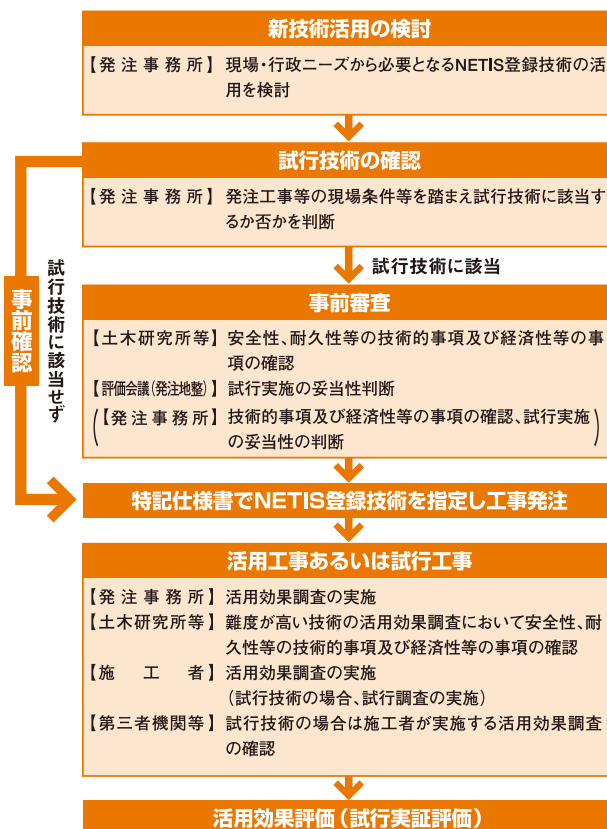 新技術活用の検討
【発注事務所】 現場・行政ニーズから必要となるNETIS登録技術の活
用を検討
試行技術の確認
【発注事務所】 発注工事等の現場条件等を踏まえ試行技術に該当す
るか否かを判断
試行技術に該当
事前確認
試行技術に該当せず
事前審査
【土木研究所等】 安全性、耐久性等の技術的事項及び経済性等の事
項の確認
【評価会議(発注地整)】 試行実施の妥当性判断
(【発注事務所】 技術的事項及び経済性等の事項の確認、試行実施
の妥当性の判断)
特記仕様書でNETIS登録技術を指定し工事発注
活用工事あるいは試行工事
【発注事務所】 活用効果調査の実施
【土木研究所等】 難度が高い技術の活用効果調査において安全性、耐
久性等の技術的事項及び経済性等の事項の確認
【施工者】 活用効果調査の実施
(試行技術の場合、試行調査の実施)
【第三者機関等】 試行技術の場合は施工者が実施する活用効果調査
の確認
活用効果評価(試行実証評価)